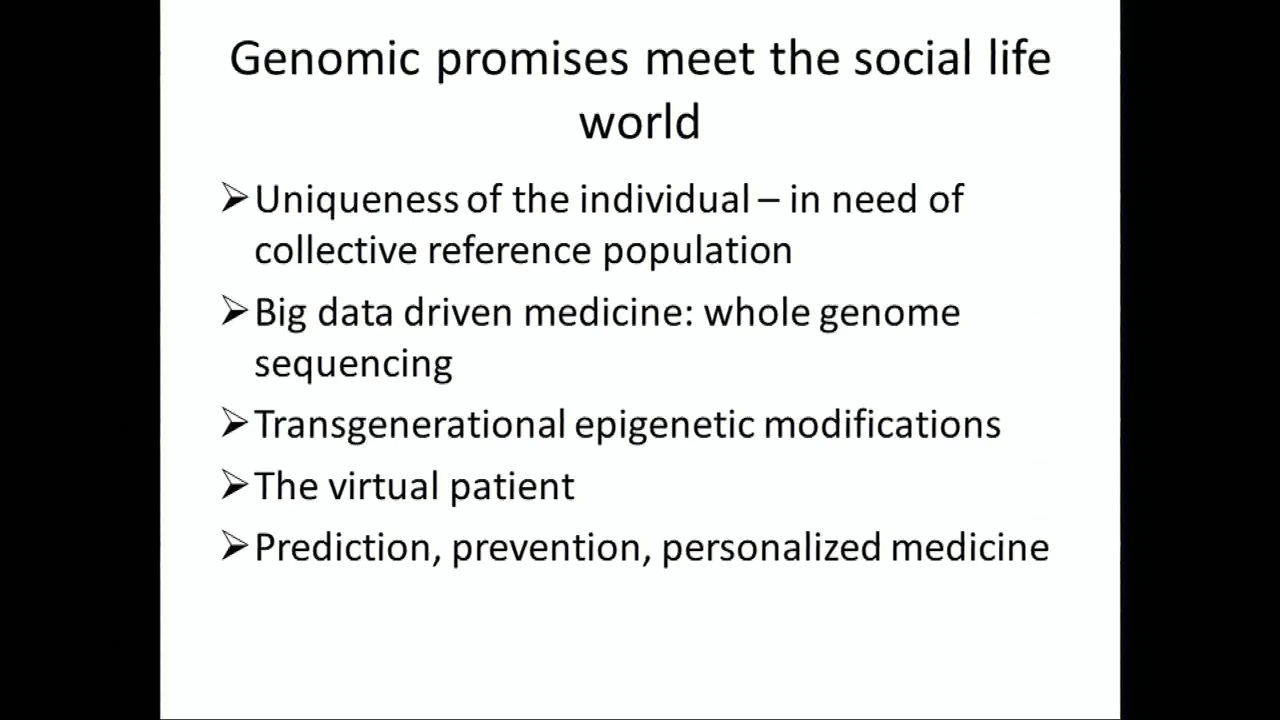 Genomic promises meet the social life
world
➢Uniqueness of the individual – in need of
collective reference population
➢Big data driven medicine: whole genome
sequencing
➢Transgenerational epigenetic modifications
➢The virtual patient
➢Prediction, prevention, personalized medicine